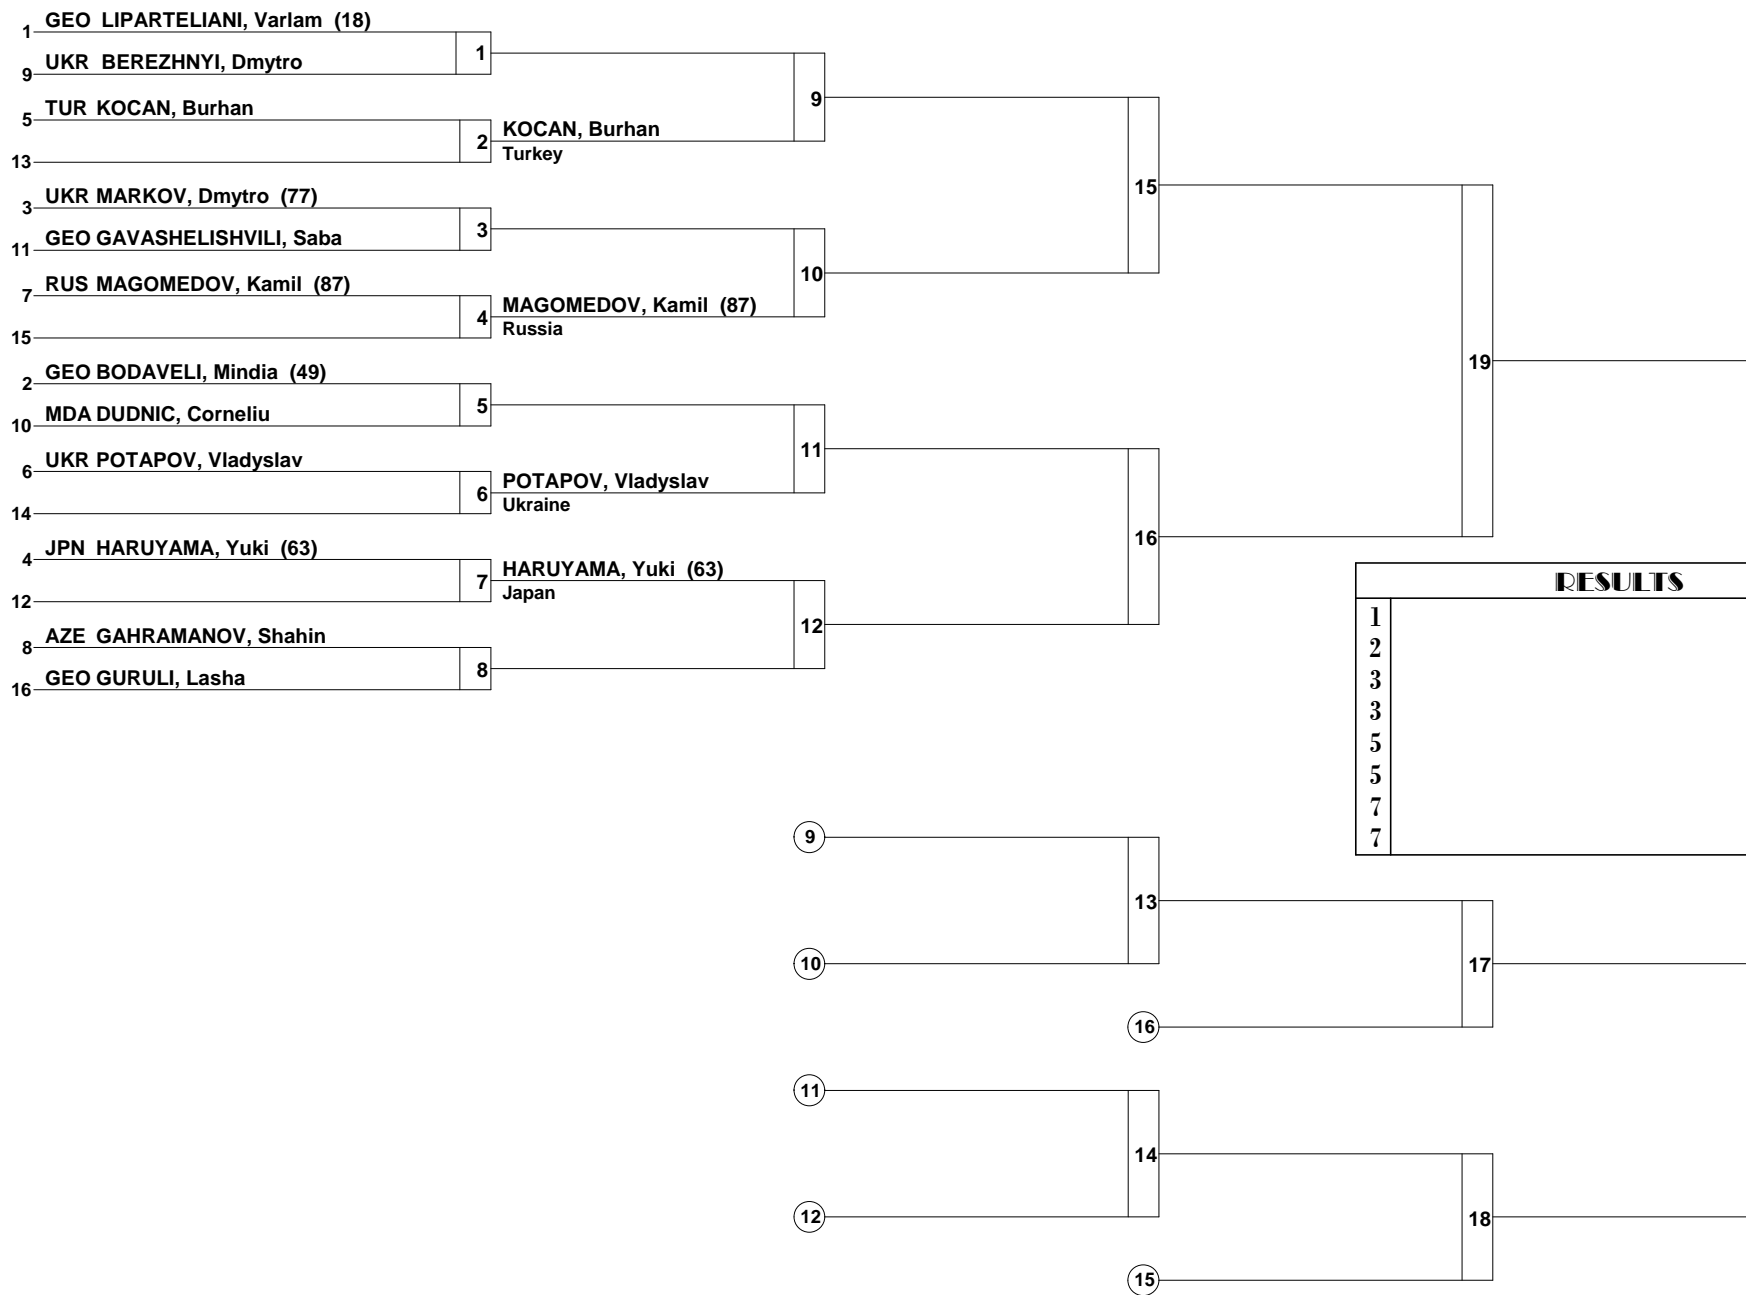 GEO LIPARTELIANI, Varlam (18)
1
1
UKR BEREZHNYI, Dmytro
9
9
TUR KOCAN, Burhan
5
2
KOCAN, Burhan
Turkey
13
15
UKR MARKOV, Dmytro (77)
3
3
GEO GAVASHELISHVILI, Saba
11
10
RUS MAGOMEDOV, Kamil (87)
7
4
MAGOMEDOV, Kamil (87)
Russia
15
19
GEO BODAVELI, Mindia (49)
2
5
MDA DUDNIC, Corneliu
10
11
UKR POTAPOV, Vladyslav
6
6
POTAPOV, Vladyslav
Ukraine
14
16
JPN HARUYAMA, Yuki (63)
4
7
HARUYAMA, Yuki (63)
Japan
12
12
AZE GAHRAMANOV, Shahin
8
8
GEO GURULI, Lasha
16
RESULTS
1
2
3
3
5
5
7
7
9
13
10
17
16
11
14
12
18
15